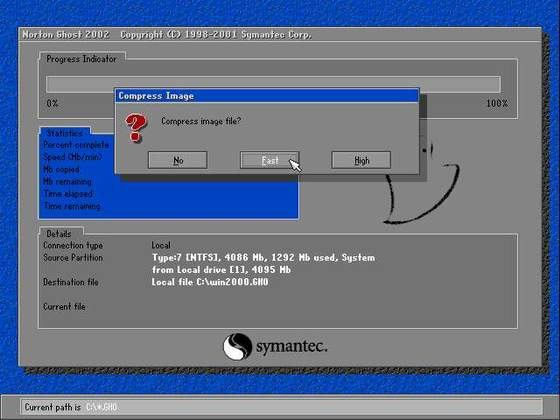 Norton Ghost 2002   Copyright (C) 1998-2001 Symantec Corp.
Progress Indicator
0%
100%
Compress Image
Compress image file?
No
Fast
High
Statistics
Percent complete
Speed (Mb/min)
Mb copied
Mb remaining
Time elapsed
Time remaining
Details
Connection type Local
Source Partition Type:7 [NTFS], 4086 Mb, 1292 Mb used, System
from Local drive [1], 4095 Mb
Destination file Local file C:\win2000.GHO
Current file
symantec.
Current path is C:\*.GHO